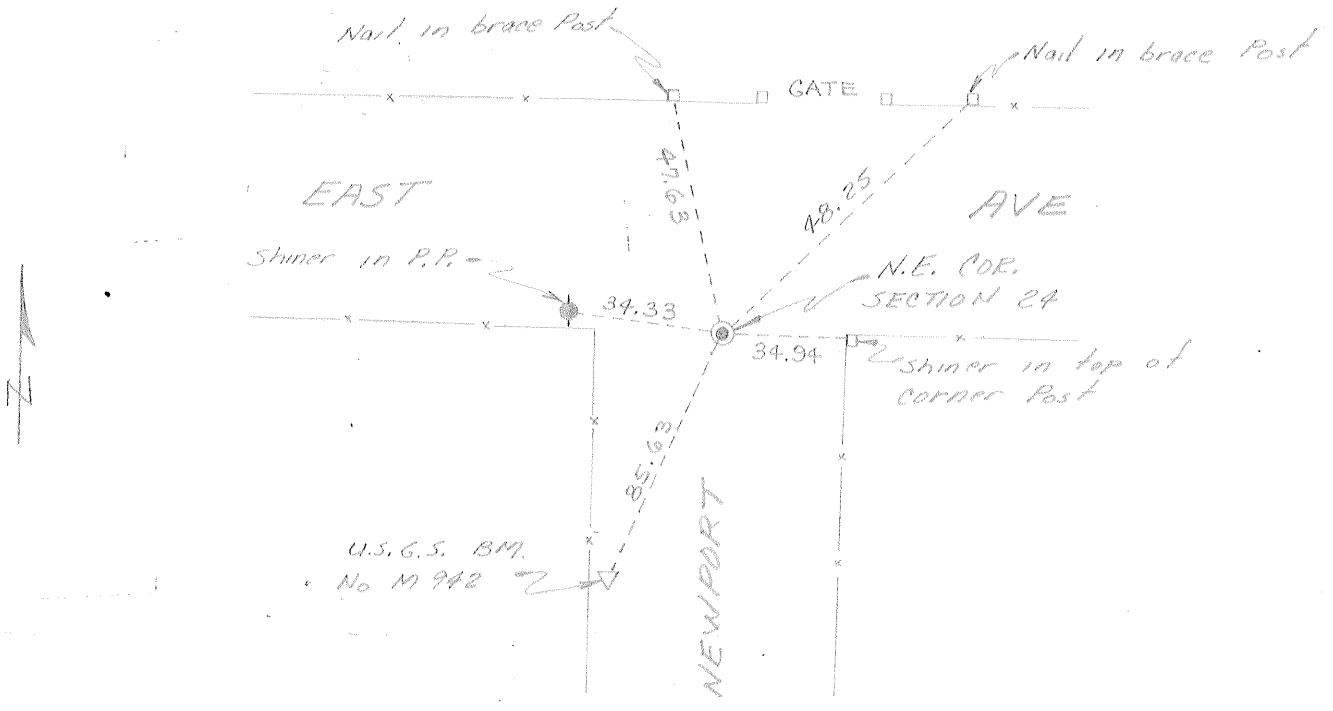 Nail in brace Post
Nail in brace Post
GATE
EAST
AVE
47.63
48.25
Shiner in P.P.
N.E. COR.
SECTION 24
34.33
34.94
Shiner in top of
corner Post
85.63
U.S.G.S. BM.
No M 942
NEWPORT
N